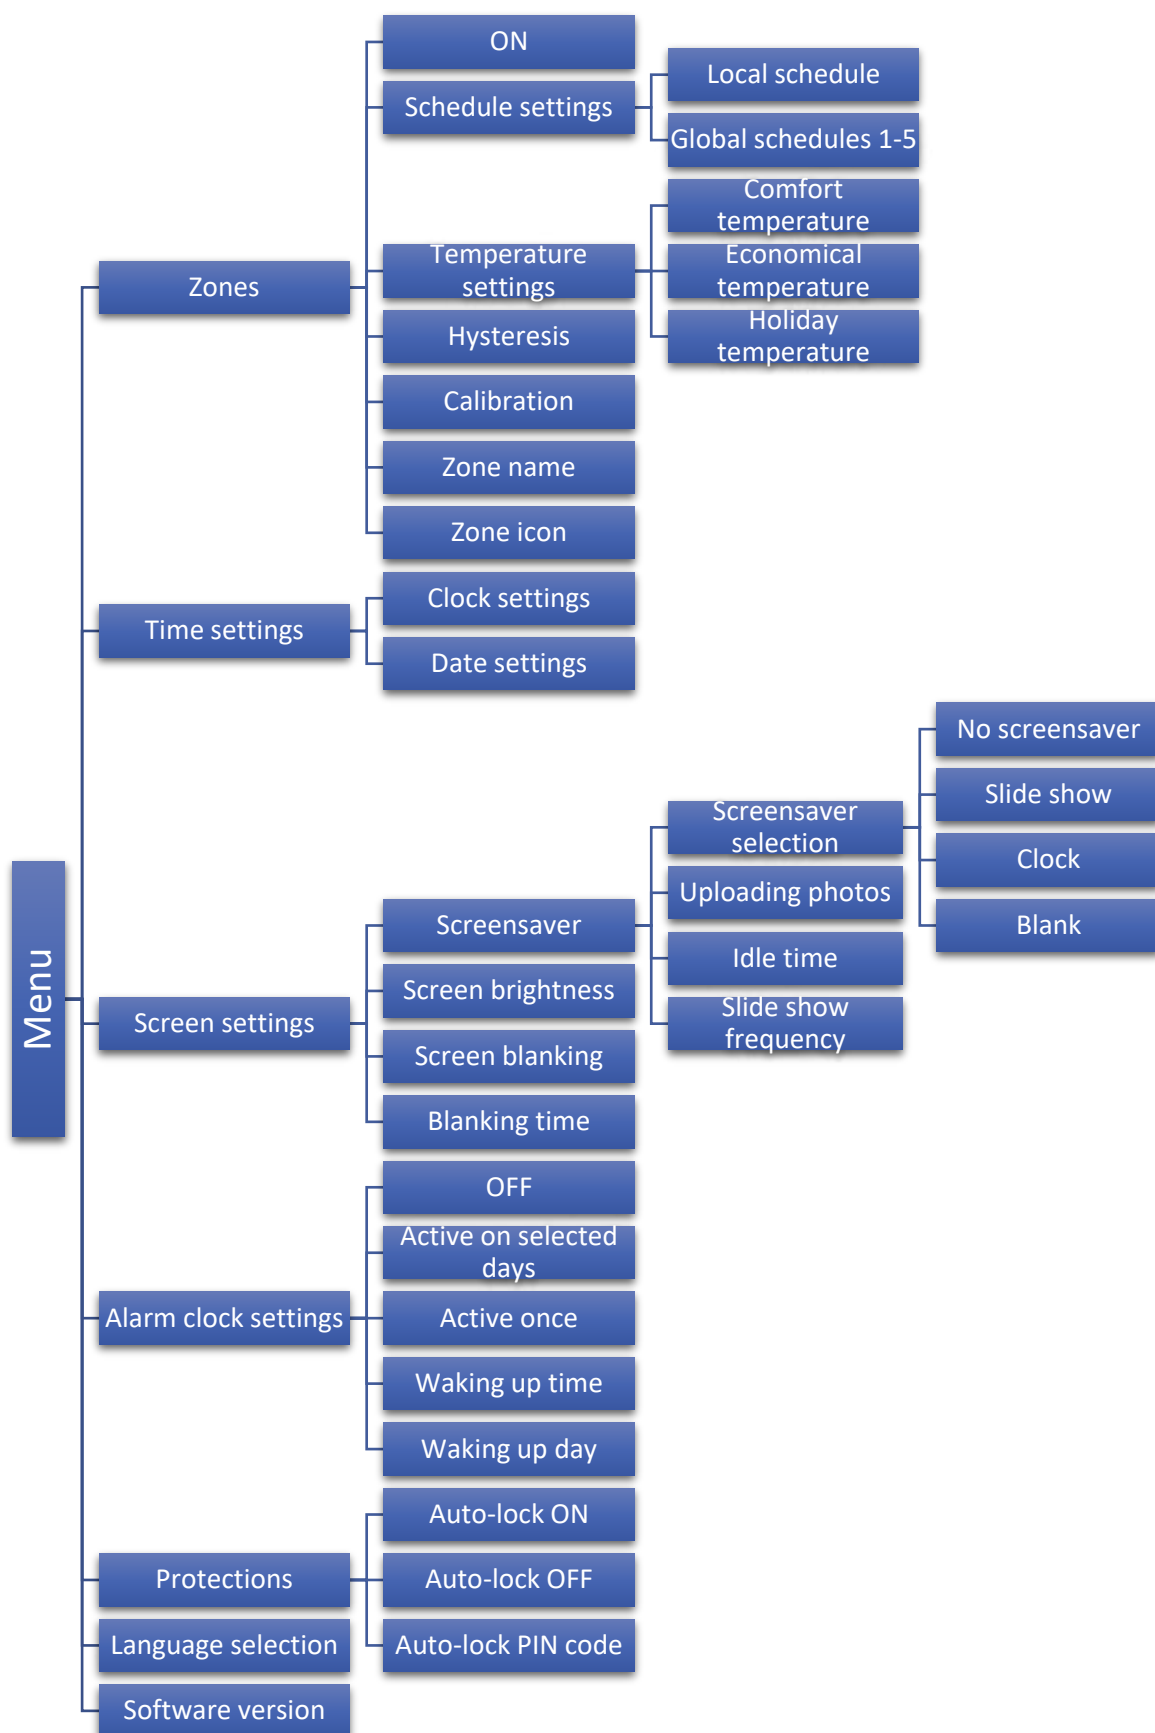 Menu
Zones
ON
Schedule settings
Local schedule
Global schedules 1-5
Temperature
settings
Comfort
temperature
Economical
temperature
Holiday
temperature
Hysteresis
Calibration
Zone name
Zone icon
Time settings
Clock settings
Date settings
Screen settings
Screensaver
Screensaver
selection
No screensaver
Slide show
Clock
Blank
Uploading photos
Idle time
Slide show
frequency
Screen brightness
Screen blanking
Blanking time
Alarm clock settings
OFF
Active on selected
days
Active once
Waking up time
Waking up day
Protections
Auto-lock ON
Auto-lock OFF
Auto-lock PIN code
Language selection
Software version